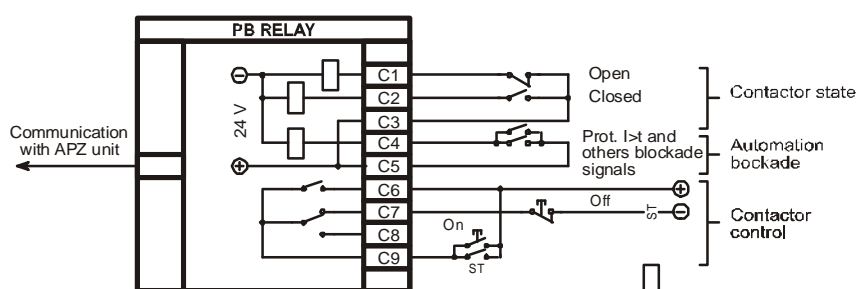 PB RELAY
C1
C2
C3
C4
C5
C6
C7
C8
C9
24 V
Communication
with APZ unit
Open
Closed
Contactor state
Prot. I>t and
others blockade
signals
Automation
bockade
Off
ST
On
ST
Contactor
control